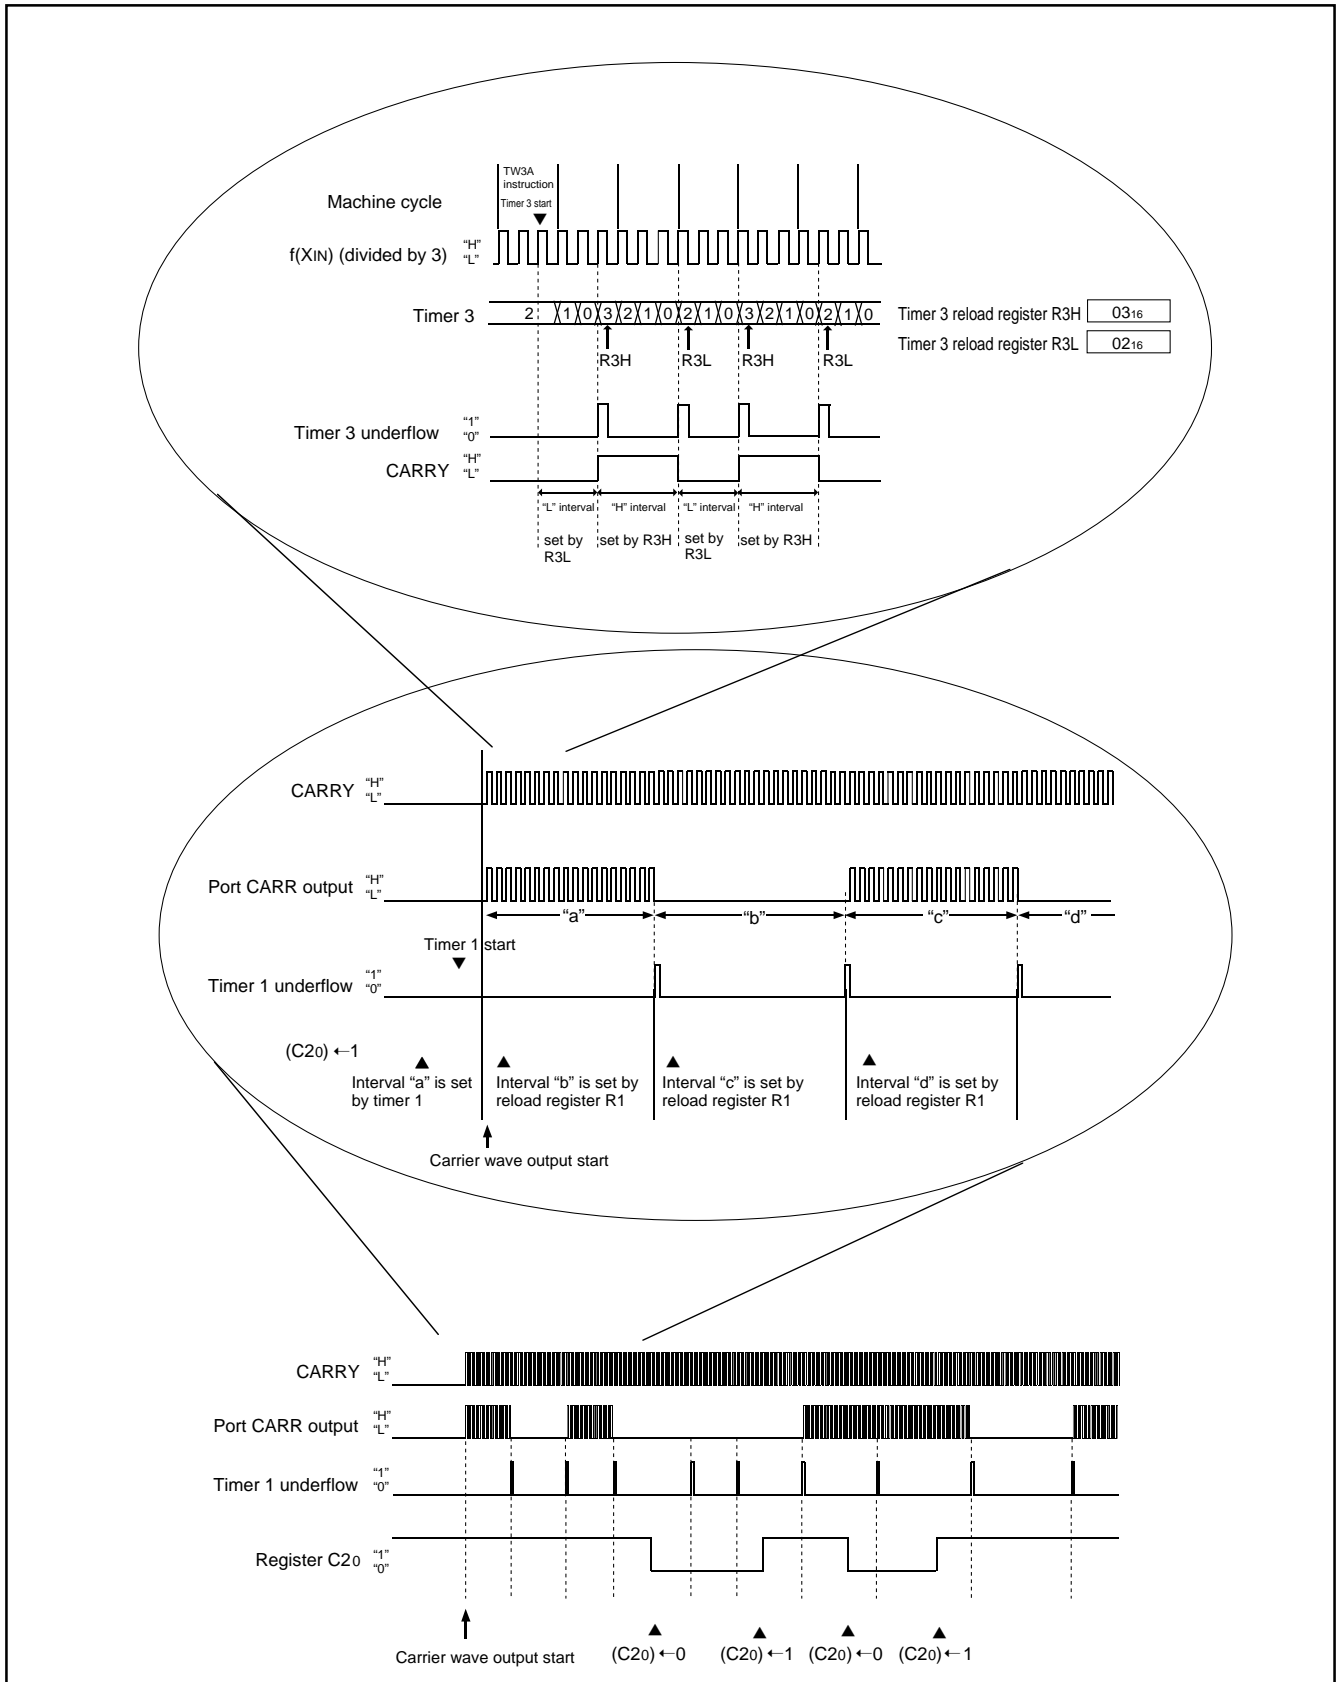 TW3A
instruction
Machine cycle
Timer 3 start
▼
f(XIN) (divided by 3) “H”
“L”
Timer 3 2 1 0 3 2 1 0 2 1 0 3 2 1 0 2 1 0
Timer 3 reload register R3H 0316
Timer 3 reload register R3L 0216
R3H R3L R3H R3L
Timer 3 underflow “1”
“0”
CARRY “H”
“L”
“L” interval “H” interval “L” interval “H” interval
set by R3L set by R3H set by R3L set by R3H
CARRY “H”
“L”
Port CARR output “H”
“L”
“a” “b” “c” “d”
Timer 1 start
▼
Timer 1 underflow “1”
“0”
(C20) ←1
▲ ▲ ▲ ▲
Interval “a” is set
by timer 1
Interval “b” is set by
reload register R1
Interval “c” is set by
reload register R1
Interval “d” is set by
reload register R1
Carrier wave output start
CARRY “H”
“L”
Port CARR output “H”
“L”
Timer 1 underflow “1”
“0”
Register C20 “1”
“0”
▲ ▲ ▲ ▲
Carrier wave output start (C20) ←0 (C20) ←1 (C20) ←0 (C20) ←1